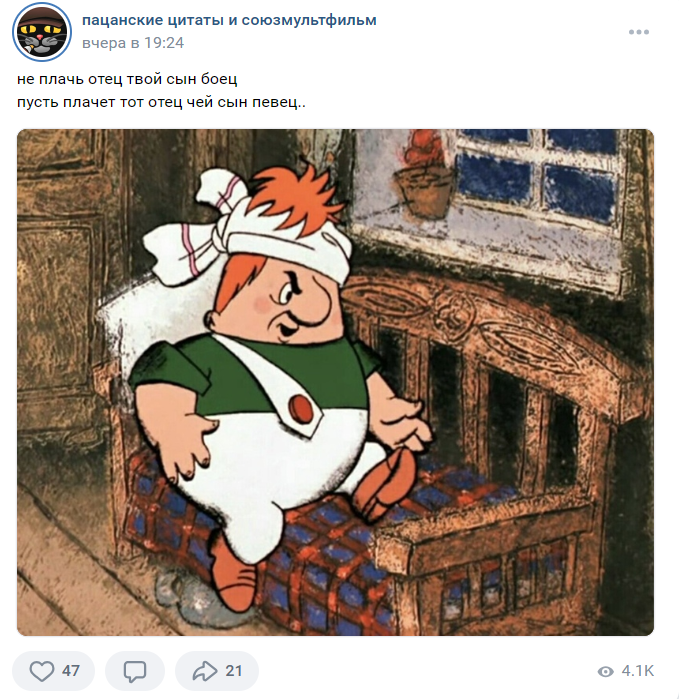 пацанские цитаты и союзмультфильм
вчера в 19:24
не плачь отец твой сын боец
пусть плачет тот отец чей сын певец..
47
21
4.1K